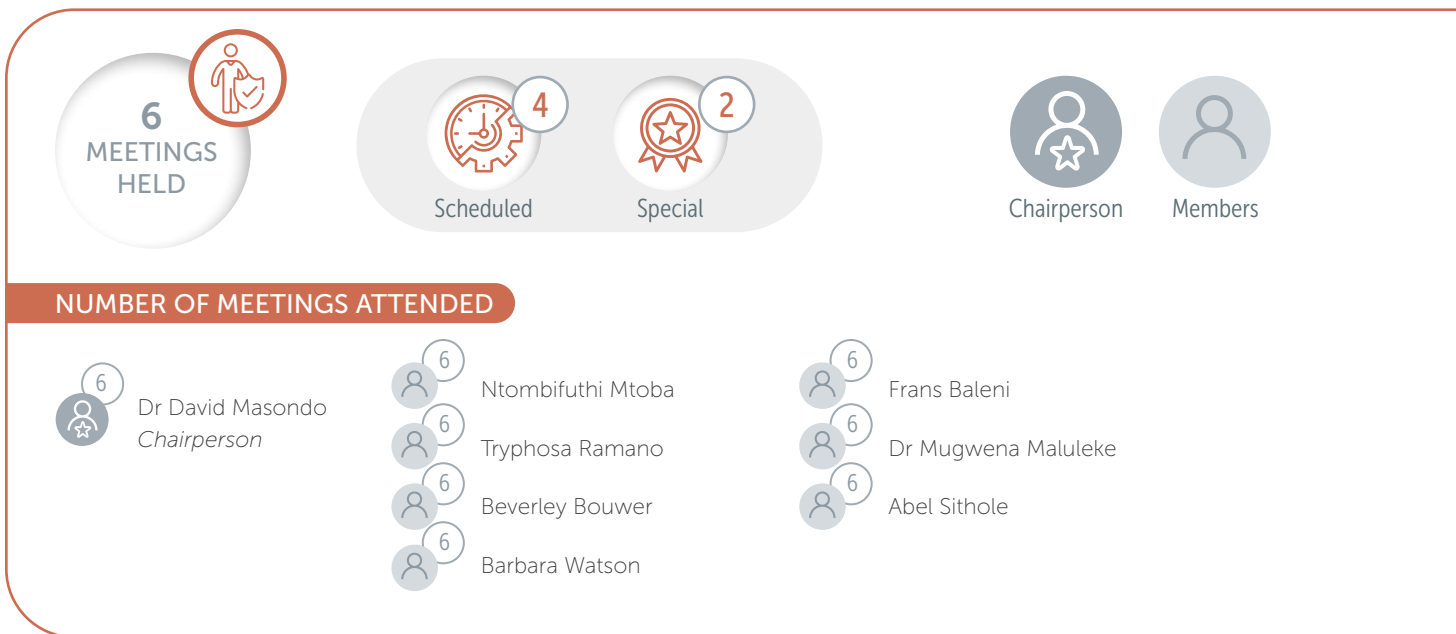 6
MEETINGS
HELD
4
Scheduled
2
Special
Chairperson
Members
NUMBER OF MEETINGS ATTENDED
6
Dr David Masondo
Chairperson
6
Ntombifuthi Mtoba
6
Tryphosa Ramano
6
Beverley Bouwer
6
Barbara Watson
6
Frans Baleni
6
Dr Mugwena Maluleke
6
Abel Sithole